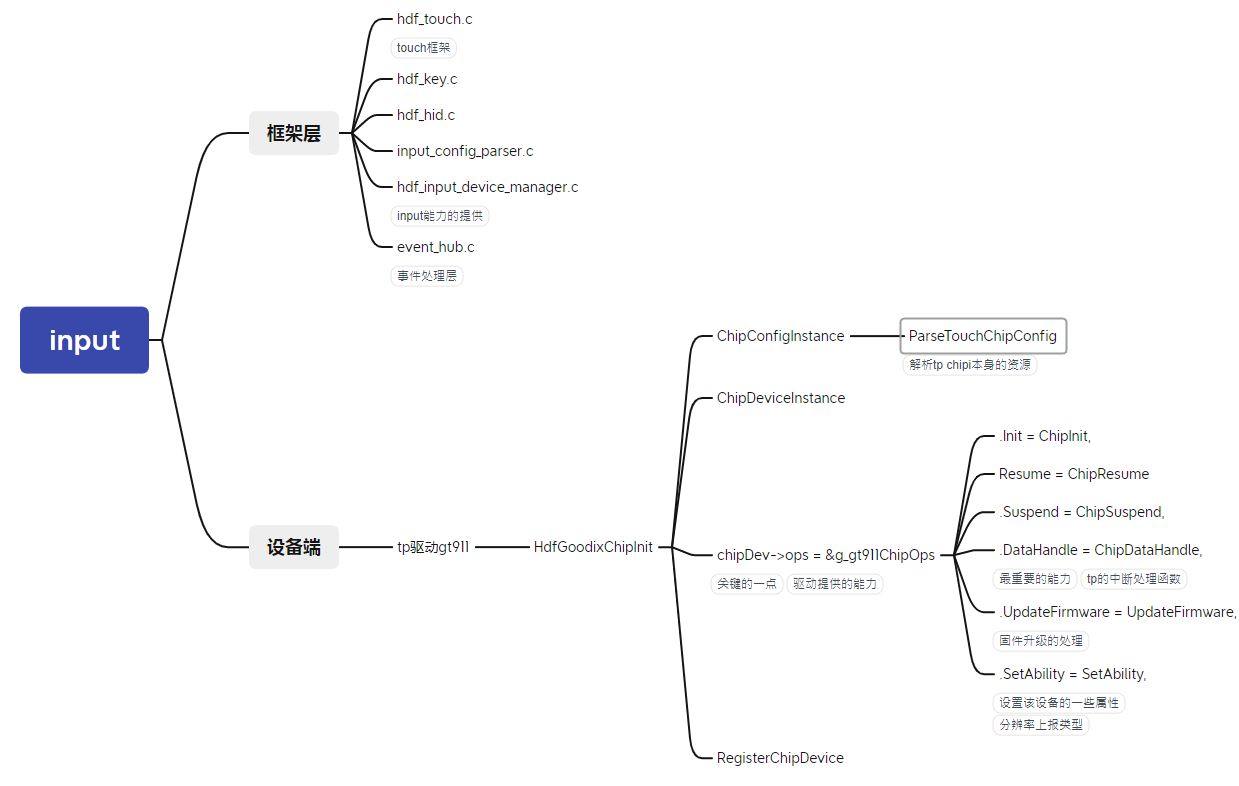 input
框架层
hdf_touch.c
touch框架
hdf_key.c
hdf_hid.c
input_config_parser.c
hdf_input_device_manager.c
input能力的提供
event_hub.c
事件处理层
设备端
tp驱动gt911
HdfGoodixChipInit
ChipConfigInstance
ParseTouchChipConfig
解析tp chipi本身的资源
ChipDeviceInstance
chipDev->ops = &g_gt911ChipOps
关键的一点 驱动提供的能力
.Init = ChipInit,
Resume = ChipResume
.Suspend = ChipSuspend,
.DataHandle = ChipDataHandle,
最重要的能力 tp的中断处理函数
.UpdateFirmware = UpdateFirmware,
固件升级的处理
.SetAbility = SetAbility,
设置该设备的一些属性
分辨率上报类型
RegisterChipDevice